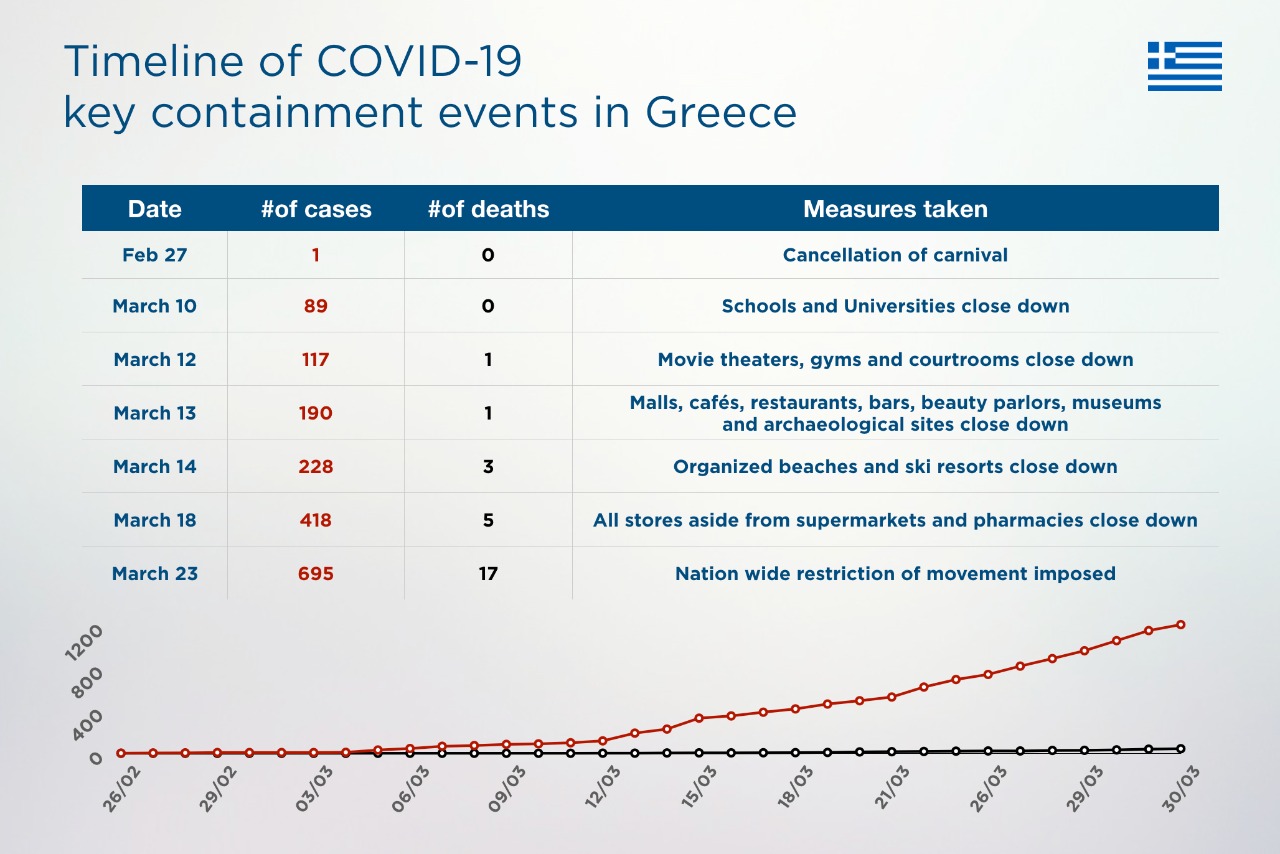 Timeline of COVID-19
key containment events in Greece
Date #of cases #of deaths Measures taken
Feb 27 1 0 Cancellation of carnival
March 10 89 0 Schools and Universities close down
March 12 117 1 Movie theaters, gyms and courtrooms close down
March 13 190 1 Malls, cafés, restaurants, bars, beauty parlors, museums
and archaeological sites close down
March 14 228 3 Organized beaches and ski resorts close down
March 18 418 5 All stores aside from supermarkets and pharmacies close down
March 23 695 17 Nation wide restriction of movement imposed
1200
800
400
0
26/02 29/02 03/03 06/03 09/03 12/03 15/03 18/03 21/03 26/03 29/03 30/03